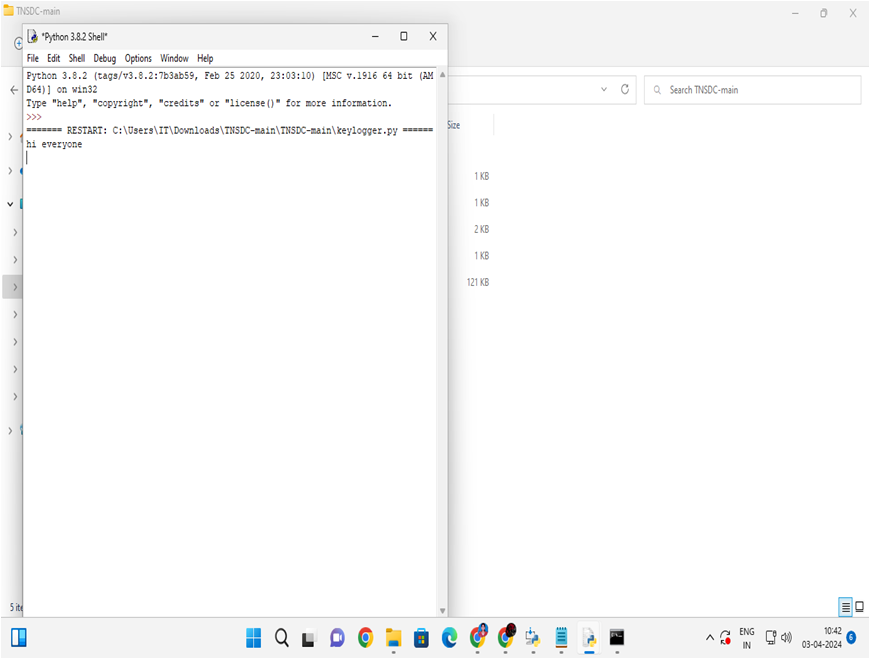 TNSDC-main
*Python 3.8.2 Shell*
File Edit Shell Debug Options Window Help
Python 3.8.2 (tags/v3.8.2:7b3ab59, Feb 25 2020, 23:03:10) [MSC v.1916 64 bit (AM
D64)] on win32
Type "help", "copyright", "credits" or "license()" for more information.
>>>
======= RESTART: C:\Users\IT\Downloads\TNSDC-main\TNSDC-main\keylogger.py ======
hi everyone
Search TNSDC-main
Size
1 KB
1 KB
2 KB
1 KB
121 KB
5 ite
ENG
IN
10:42
03-04-2024
6